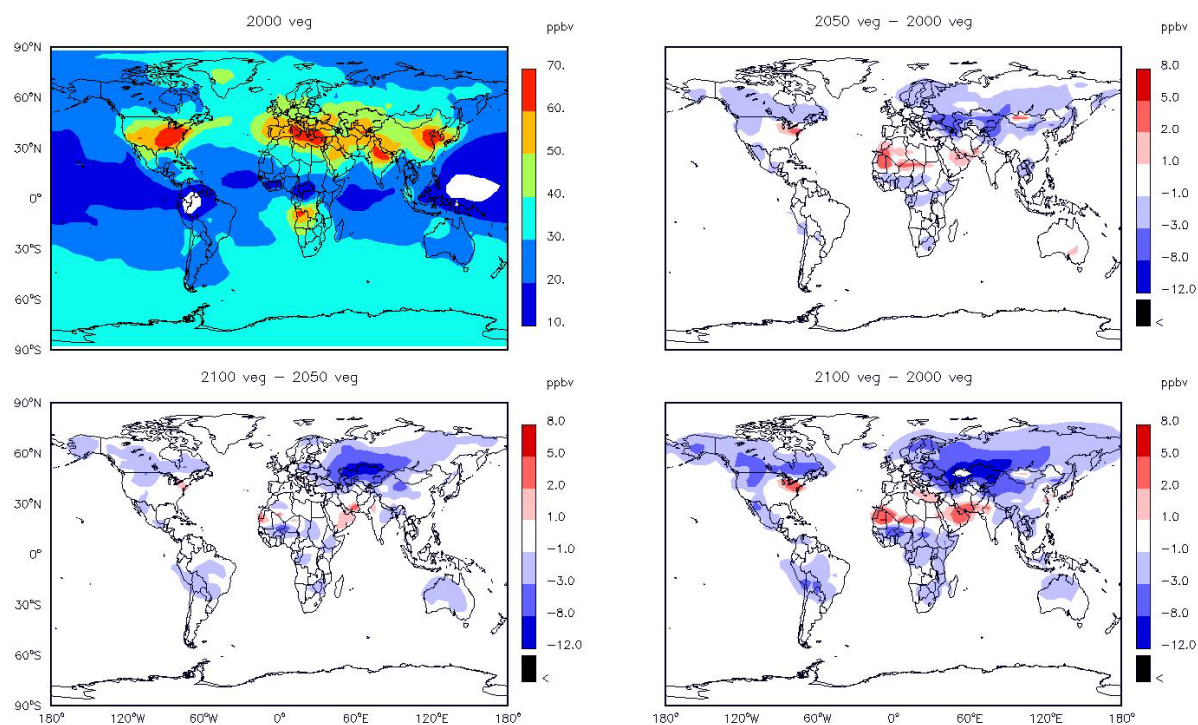 2000 veg
ppbv
90°N
60°N
30°N
0°
30°S
60°S
90°S
70.
60.
50.
40.
30.
20.
10.
2050 veg − 2000
ppbv
8.0
5.0
2.0
1.0
−1.0
−3.0
−8.0
−12.0
<
2100 veg − 2050 veg
ppbv
90°N
60°N
30°N
0°
30°S
60°S
90°S
180°
120°W
60°W
0°
60°E
120°E
180°
8.0
5.0
2.0
1.0
−1.0
−3.0
−8.0
−12.0
<
2100 veg − 2000
ppbv
180°
120°W
60°W
0°
60°E
120°E
180°
8.0
5.0
2.0
1.0
−1.0
−3.0
−8.0
−12.0
<